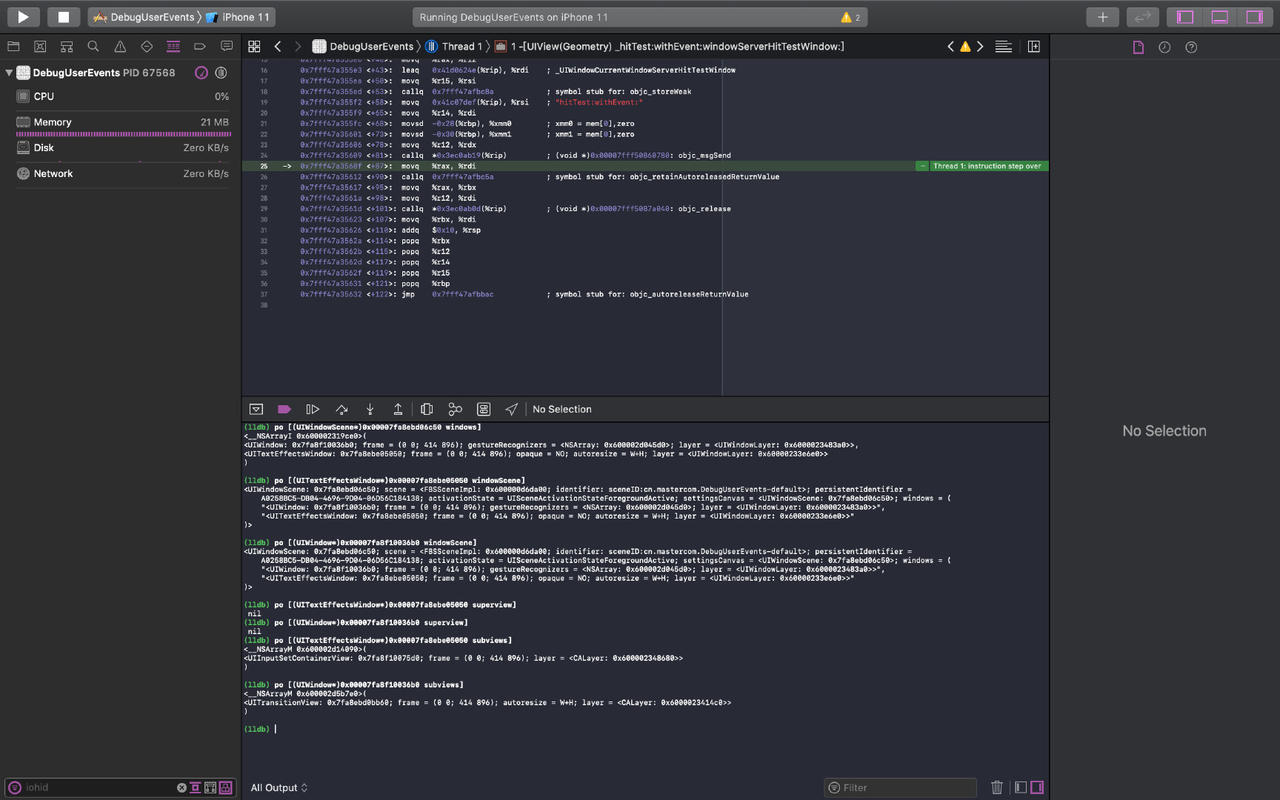 DebugUserEvents 〉 iPhone 11
Running DebugUserEvents on iPhone 11
2
DebugUserEvents 〉 Thread 1 〉 1 -[UIView(Geometry) _hitTest:withEvent:windowServerHitTestWindow:]
DebugUserEvents PID 67568
CPU 0%
Memory 21 MB
Disk Zero KB/s
Network Zero KB/s
16 0x7fff47a355e3 <+43>: leaq 0x41d0624e(%rip), %rdi ; _UIWindowCurrentWindowServerHitTestWindow
17 0x7fff47a355ea <+50>: movq %r15, %rsi
18 0x7fff47a355ed <+53>: callq 0x7fff47afbc8a ; symbol stub for: objc_storeWeak
19 0x7fff47a355f2 <+58>: movq 0x41c07def(%rip), %rsi ; "hitTest:withEvent:"
20 0x7fff47a355f9 <+65>: movq %r14, %rdi
21 0x7fff47a355fc <+68>: movsd -0x28(%rbp), %xmm0 ; xmm0 = mem[0],zero
22 0x7fff47a35601 <+73>: movsd -0x30(%rbp), %xmm1 ; xmm1 = mem[0],zero
23 0x7fff47a35606 <+78>: movq %r12, %rdx
24 0x7fff47a35609 <+81>: callq *0x3ec0ab19(%rip) ; (void *)0x00007fff50860780: objc_msgSend
25 -> 0x7fff47a3560f <+87>: movq %rax, %rdi Thread 1: instruction step over
26 0x7fff47a35612 <+90>: callq 0x7fff47afbc5a ; symbol stub for: objc_retainAutoreleasedReturnValue
27 0x7fff47a35617 <+95>: movq %rax, %rbx
28 0x7fff47a3561a <+98>: movq %r12, %rdi
29 0x7fff47a3561d <+101>: callq *0x3ec0ab0d(%rip) ; (void *)0x00007fff5087a040: objc_release
30 0x7fff47a35623 <+107>: movq %rbx, %rdi
31 0x7fff47a35626 <+110>: addq $0x10, %rsp
32 0x7fff47a3562a <+114>: popq %rbx
33 0x7fff47a3562b <+115>: popq %r12
34 0x7fff47a3562d <+117>: popq %r14
35 0x7fff47a3562f <+119>: popq %r15
36 0x7fff47a35631 <+121>: popq %rbp
37 0x7fff47a35632 <+122>: jmp 0x7fff47afbbac ; symbol stub for: objc_autoreleaseReturnValue
38
No Selection
No Selection
(lldb) po [(UIWindowScene*)0x00007fa8ebd06c50 windows]
<__NSArrayI 0x600002319ce0>(
<UIWindow: 0x7fa8f10036b0; frame = (0 0; 414 896); gestureRecognizers = <NSArray: 0x600002d045d0>; layer = <UIWindowLayer: 0x6000023483a0>>,
<UITextEffectsWindow: 0x7fa8ebe05050; frame = (0 0; 414 896); opaque = NO; autoresize = W+H; layer = <UIWindowLayer: 0x60000233e6e0>>
)
(lldb) po [(UITextEffectsWindow*)0x00007fa8ebe05050 windowScene]
<UIWindowScene: 0x7fa8ebd06c50; scene = <FBSSceneImpl: 0x600000d6da00; identifier: sceneID:cn.mastercom.DebugUserEvents-default>; persistentIdentifier =
A0258BC5-DB04-4696-9D04-06D56C184138; activationState = UISceneActivationStateForegroundActive; settingsCanvas = <UIWindowScene: 0x7fa8ebd06c50>; windows = (
"<UIWindow: 0x7fa8f10036b0; frame = (0 0; 414 896); gestureRecognizers = <NSArray: 0x600002d045d0>; layer = <UIWindowLayer: 0x6000023483a0>>",
"<UITextEffectsWindow: 0x7fa8ebe05050; frame = (0 0; 414 896); opaque = NO; autoresize = W+H; layer = <UIWindowLayer: 0x60000233e6e0>>"
)>
(lldb) po [(UIWindow*)0x00007fa8f10036b0 windowScene]
<UIWindowScene: 0x7fa8ebd06c50; scene = <FBSSceneImpl: 0x600000d6da00; identifier: sceneID:cn.mastercom.DebugUserEvents-default>; persistentIdentifier =
A0258BC5-DB04-4696-9D04-06D56C184138; activationState = UISceneActivationStateForegroundActive; settingsCanvas = <UIWindowScene: 0x7fa8ebd06c50>; windows = (
"<UIWindow: 0x7fa8f10036b0; frame = (0 0; 414 896); gestureRecognizers = <NSArray: 0x600002d045d0>; layer = <UIWindowLayer: 0x6000023483a0>>",
"<UITextEffectsWindow: 0x7fa8ebe05050; frame = (0 0; 414 896); opaque = NO; autoresize = W+H; layer = <UIWindowLayer: 0x60000233e6e0>>"
)>
(lldb) po [(UITextEffectsWindow*)0x00007fa8ebe05050 superview]
nil
(lldb) po [(UIWindow*)0x00007fa8f10036b0 superview]
nil
(lldb) po [(UITextEffectsWindow*)0x00007fa8ebe05050 subviews]
<__NSArrayM 0x600002d14090>(
<UIInputSetContainerView: 0x7fa8f10075d0; frame = (0 0; 414 896); layer = <CALayer: 0x600002348680>>
)
(lldb) po [(UIWindow*)0x00007fa8f10036b0 subviews]
<__NSArrayM 0x600002d5b7e0>(
<UITransitionView: 0x7fa8ebd0bb60; frame = (0 0; 414 896); autoresize = W+H; layer = <CALayer: 0x6000023414c0>>
)
(lldb)
iohid
All Output
Filter